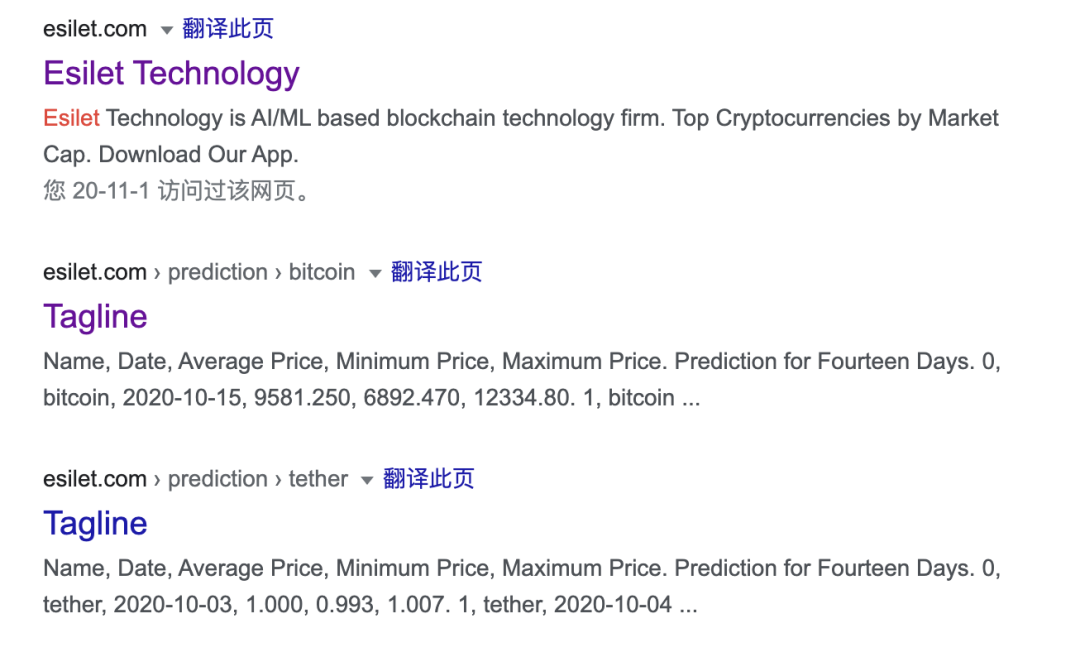 esilet.com ▼ 翻译此页
Esilet Technology
Esilet Technology is AI/ML based blockchain technology firm. Top Cryptocurrencies by Market
Cap. Download Our App.
您 20-11-1 访问过该网页。
esilet.com › prediction › bitcoin ▼ 翻译此页
Tagline
Name, Date, Average Price, Minimum Price, Maximum Price. Prediction for Fourteen Days. 0,
bitcoin, 2020-10-15, 9581.250, 6892.470, 12334.80. 1, bitcoin ...
esilet.com › prediction › tether ▼ 翻译此页
Tagline
Name, Date, Average Price, Minimum Price, Maximum Price. Prediction for Fourteen Days. 0,
tether, 2020-10-03, 1.000, 0.993, 1.007. 1, tether, 2020-10-04 ...